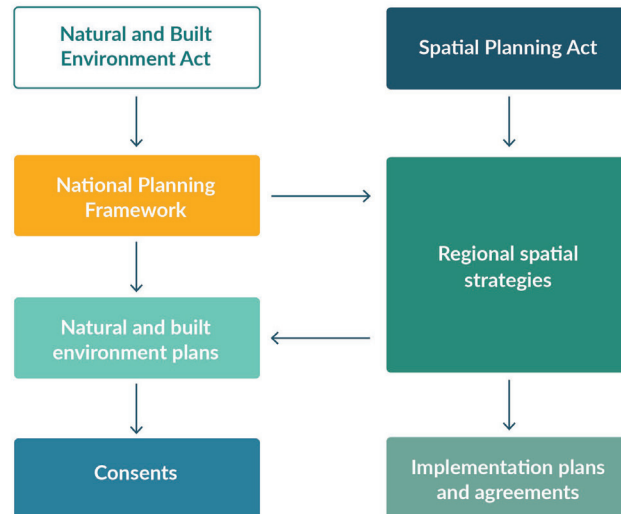 Natural and Built
Environment Act
Spatial Planning Act
National Planning
Framework
Regional spatial
strategies
Natural and built
environment plans
Consents
Implementation plans
and agreements